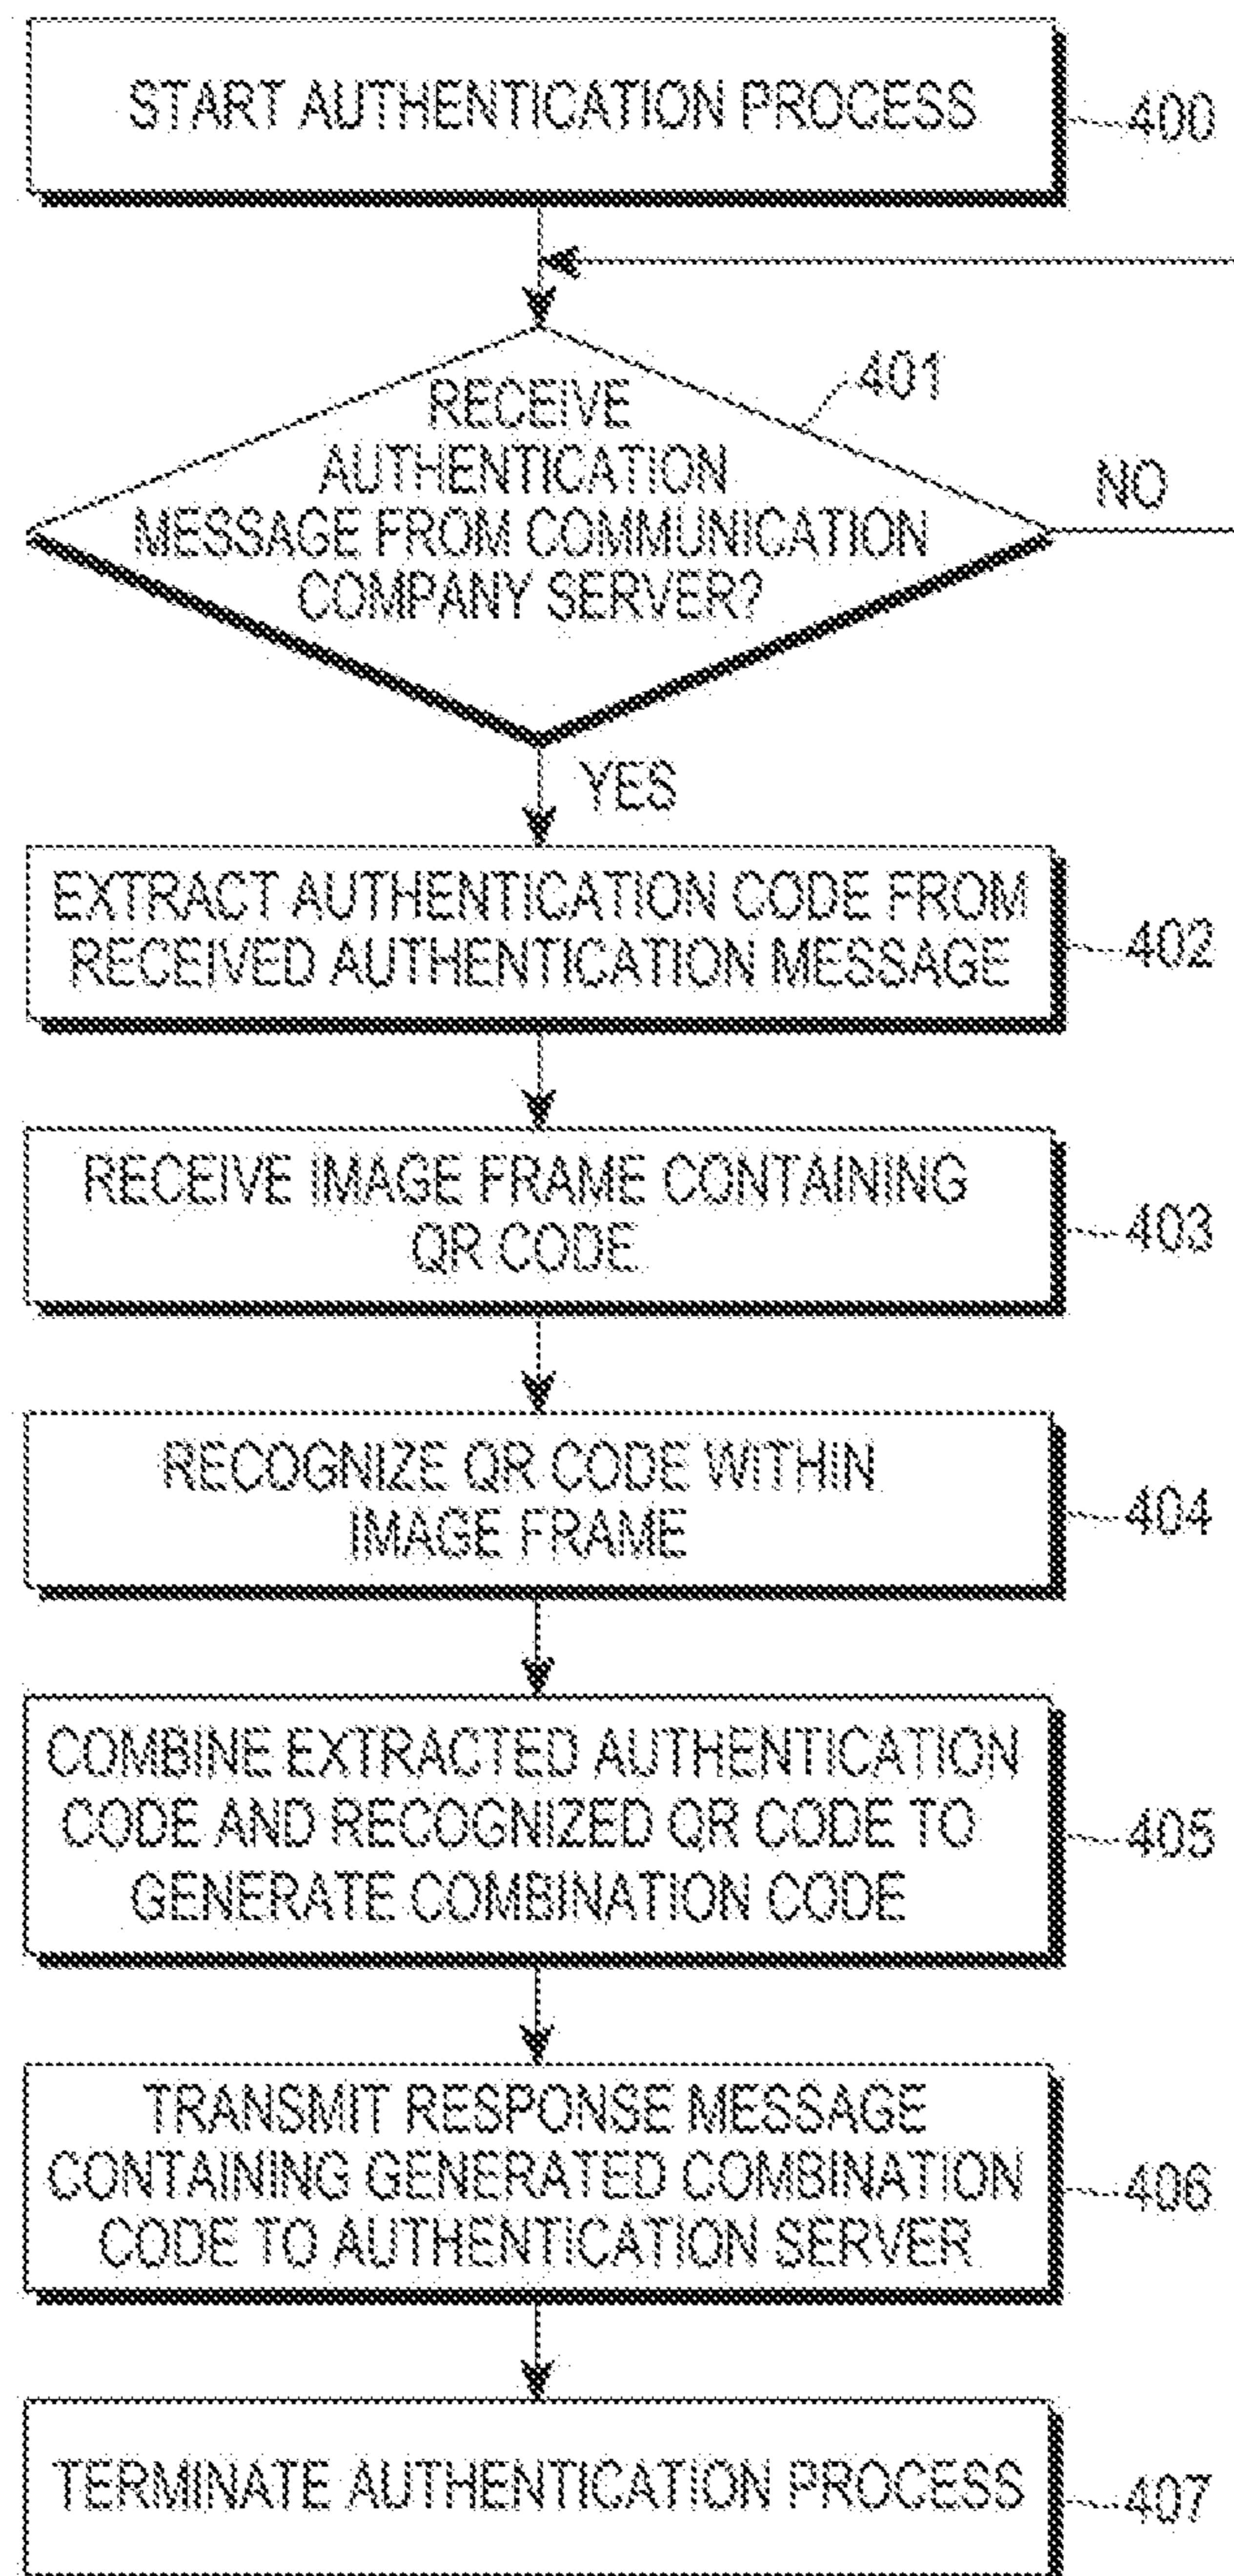 START AUTHENTICATION PROCESS
400
RECEIVE
AUTHENTICATION
MESSAGE FROM COMMUNICATION
COMPANY SERVER?
401
NO
YES
EXTRACT AUTHENTICATION CODE FROM
RECEIVED AUTHENTICATION MESSAGE
402
RECEIVE IMAGE FRAME CONTAINING
QR CODE
403
RECOGNIZE QR CODE WITHIN
IMAGE FRAME
404
COMBINE EXTRACTED AUTHENTICATION
CODE AND RECOGNIZED QR CODE TO
GENERATE COMBINATION CODE
405
TRANSMIT RESPONSE MESSAGE
CONTAINING GENERATED COMBINATION
CODE TO AUTHENTICATION SERVER
406
TERMINATE AUTHENTICATION PROCESS
407